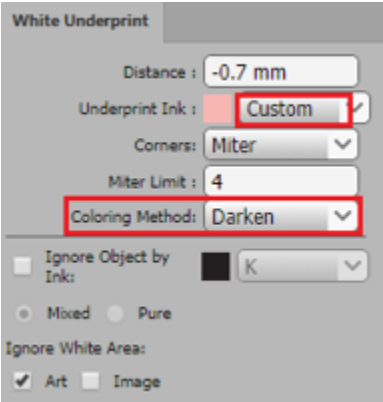 White Underprint
Distance : -0.7 mm
Underprint Ink : Custom
Corners: Miter
Miter Limit : 4
Coloring Method: Darken
Ignore Object by
Ink: K
Mixed Pure
Ignore White Area:
Art Image